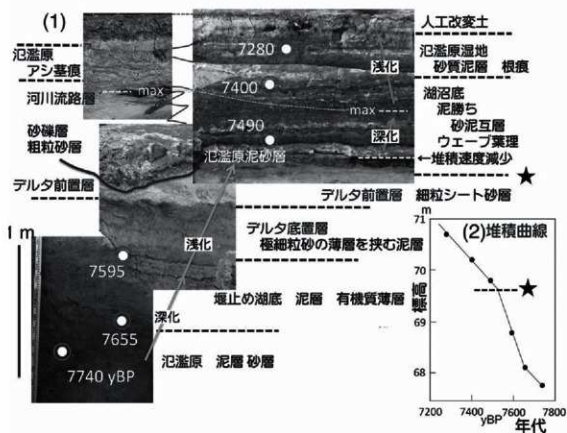 (1)
人工改変土
氾濫原
アシ茎痕
7280
氾濫原湿地
砂質泥層 根痕
浅化
7400
河川流路層
max
max
湖沼底
泥勝ち
砂泥互層
ウェーブ葉理
7490
深化
砂礫層
粗粒砂層
氾濫原泥砂層
←堆積速度減少
★
デルタ前置層
デルタ前置層 細粒シート砂層
1 m
浅化
デルタ底置層
極細粒砂の薄層を挟む泥層
7595
堰止め湖底 泥層 有機質薄層
7655
深化
7740 yBP
氾濫原 泥層 砂層
m
71
(2)堆積曲線
70
★
標高
69
68
7200
7400
7600
7800
yBP
年代